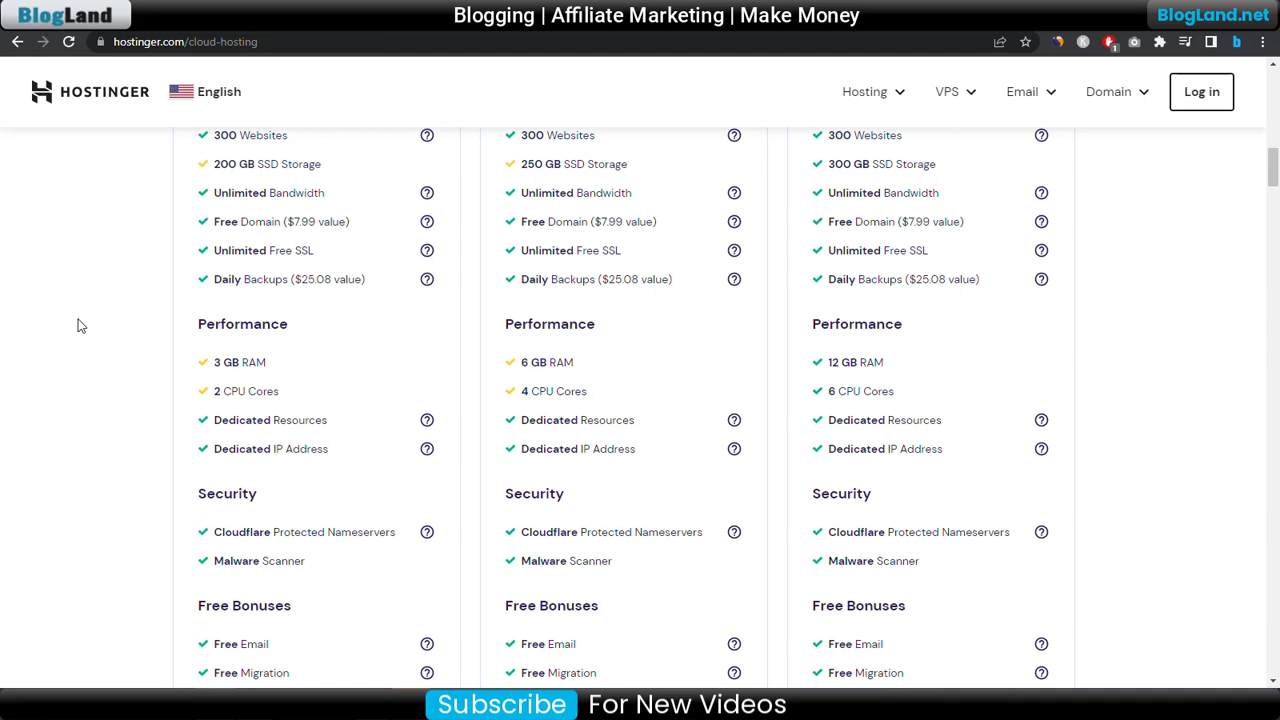 BlogLand
Blogging | Affiliate Marketing | Make Money
BlogLand.net
hostinger.com/cloud-hosting
K
1
b
HOSTINGER
English
Hosting
VPS
Email
Domain
Log in
300 Websites
200 GB SSD Storage
Unlimited Bandwidth
Free Domain ($7.99 value)
Unlimited Free SSL
Daily Backups ($25.08 value)
Performance
3 GB RAM
2 CPU Cores
Dedicated Resources
Dedicated IP Address
Security
Cloudflare Protected Nameservers
Malware Scanner
Free Bonuses
Free Email
Free Migration
300 Websites
250 GB SSD Storage
Unlimited Bandwidth
Free Domain ($7.99 value)
Unlimited Free SSL
Daily Backups ($25.08 value)
Performance
6 GB RAM
4 CPU Cores
Dedicated Resources
Dedicated IP Address
Security
Cloudflare Protected Nameservers
Malware Scanner
Free Bonuses
Free Email
Free Migration
300 Websites
300 GB SSD Storage
Unlimited Bandwidth
Free Domain ($7.99 value)
Unlimited Free SSL
Daily Backups ($25.08 value)
Performance
12 GB RAM
6 CPU Cores
Dedicated Resources
Dedicated IP Address
Security
Cloudflare Protected Nameservers
Malware Scanner
Free Bonuses
Free Email
Free Migration
Subscribe For New Videos